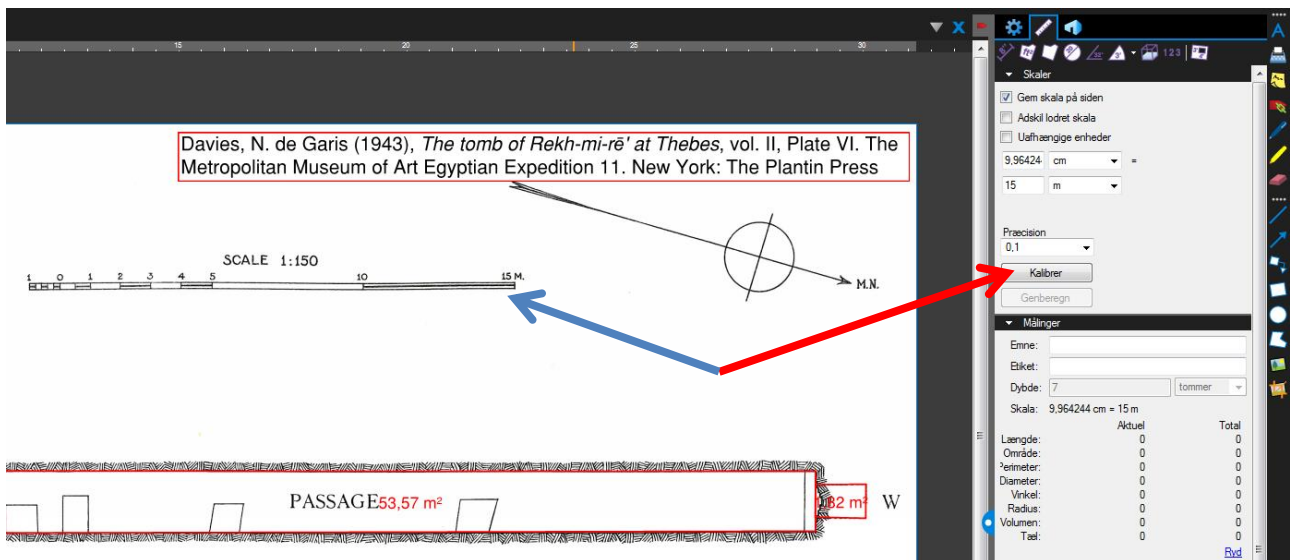 15 20 25 30
Davies, N. de Garis (1943), The tomb of Rekh-mi-rē' at Thebes, vol. II, Plate VI. The
Metropolitan Museum of Art Egyptian Expedition 11. New York: The Plantin Press
SCALE 1:150
1 0 1 2 3 4 5 10 15 M.
M.N.
PASSAGE 53,57 m² 82 m² W
123
Skaler
Gem skala på siden
Adskil lodret skala
Uafhængige enheder
9,96424 cm =
15 m
Præcision
0,1
Kalibrer
Genberegn
Målinger
Emne:
Etiket:
Dybde: 7 tommer
Skala: 9,964244 cm = 15 m
Aktuel Total
Længde: 0 0
Område: 0 0
Perimeter: 0 0
Diameter: 0 0
Vinkel: 0 0
Radius: 0 0
Volumen: 0 0
Tæl: 0 0
Ryd